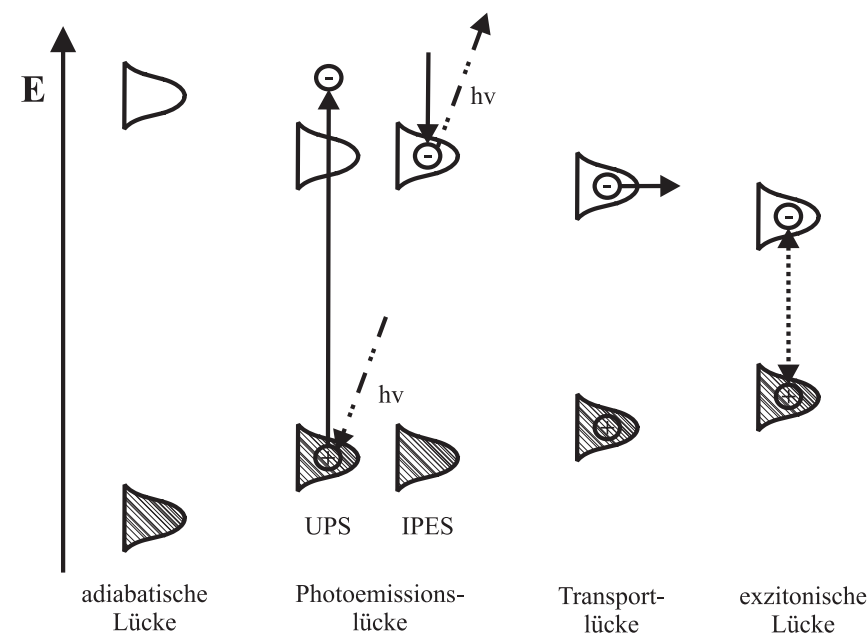 E
hν
hν
UPS
IPES
adiabatische
Lücke
Photoemissions-
lücke
Transport-
lücke
exzitonische
Lücke